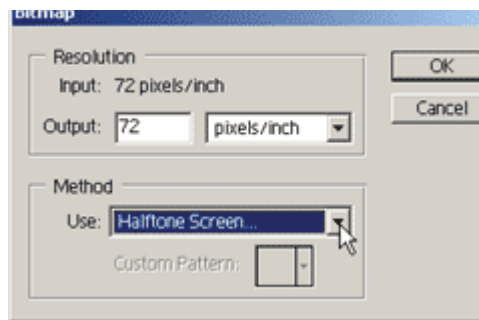 Bitmap
Resolution
Input: 72 pixels/inch
Output: 72 pixels/inch
Method
Use: Halftone Screen...
Custom Pattern:
OK
Cancel